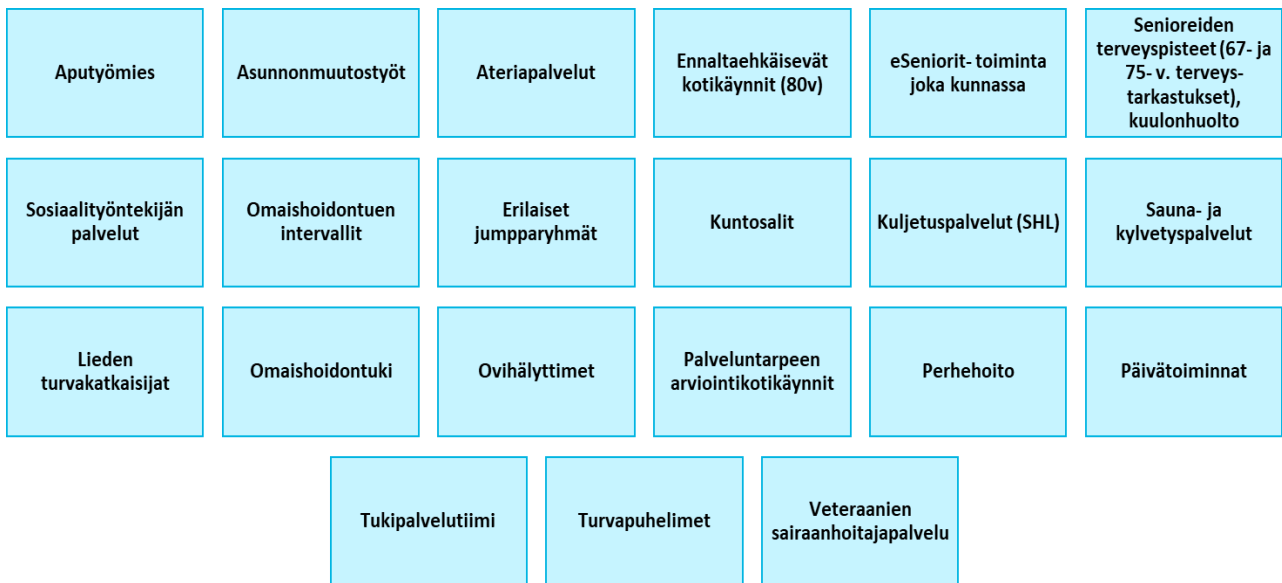 Aputyömies
Asunnonmuutostyöt
Ateriapalvelut
Ennaltaehkäisevät
kotikäynnit (80v)
eSeniorit- toiminta
joka kunnassa
Senioreiden
terveyspisteet (67- ja
75- v. terveys-
tarkastukset),
kuulonhuolto
Sosiaalityöntekijän
palvelut
Omaishoidontuen
intervallit
Erilaiset
jumpparyhmät
Kuntosalit
Kuljetuspalvelut (SHL)
Sauna- ja
kylvetyspalvelut
Lieden
turvakatkaisijat
Omaishoidontuki
Ovihälyttimet
Palveluntarpeen
arviointikotikäynnit
Perhehoito
Päivätoiminnat
Tukipalvelutiimi
Turvapuhelimet
Veteraanien
sairaanhoitajapalvelu